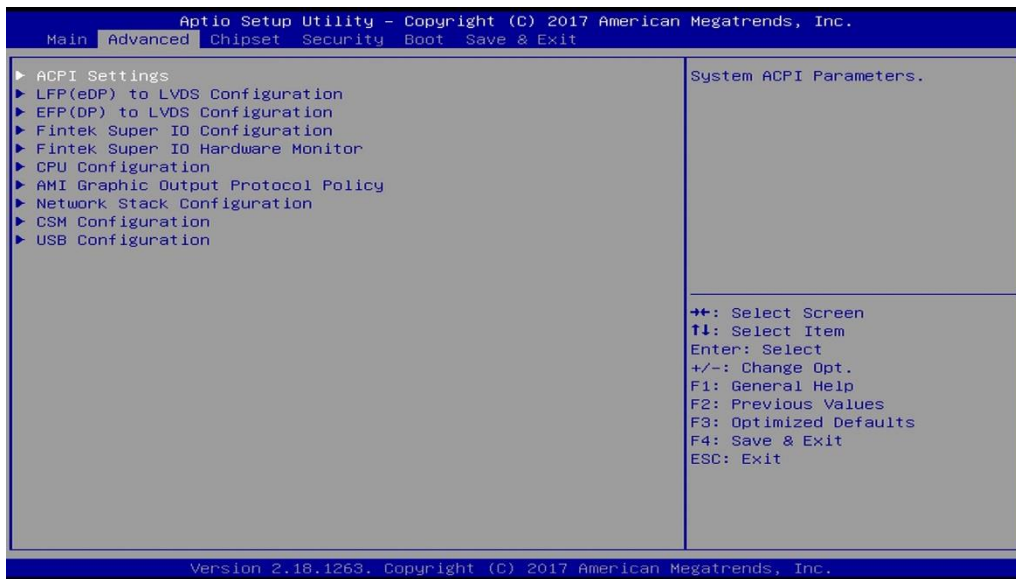 Aptio Setup Utility – Copyright (C) 2017 American Megatrends, Inc.
Main Advanced Chipset Security Boot Save & Exit
▶ ACPI Settings
▶ LFP(eDP) to LVDS Configuration
▶ EFP(DP) to LVDS Configuration
▶ Fintek Super IO Configuration
▶ Fintek Super IO Hardware Monitor
▶ CPU Configuration
▶ AMI Graphic Output Protocol Policy
▶ Network Stack Configuration
▶ CSM Configuration
▶ USB Configuration
System ACPI Parameters.
→←: Select Screen
↑↓: Select Item
Enter: Select
+/-: Change Opt.
F1: General Help
F2: Previous Values
F3: Optimized Defaults
F4: Save & Exit
ESC: Exit
Version 2.18.1263. Copyright (C) 2017 American Megatrends, Inc.